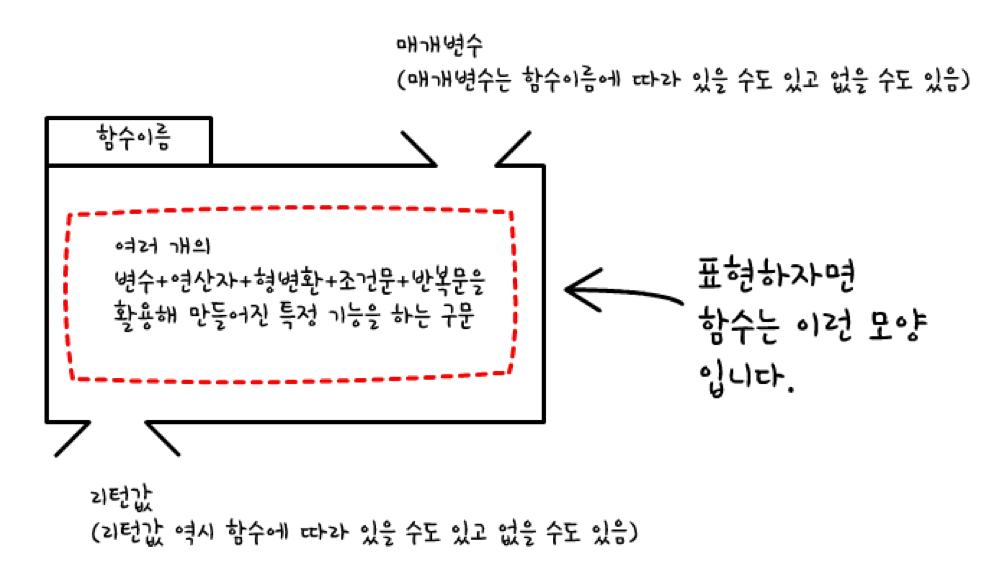 매개변수
(매개변수는 함수이름에 따라 있을 수도 있고 없을 수도 있음)
함수이름
여러 개의
변수+연산자+형변환+조건문+반복문을
활용해 만들어진 특정 기능을 하는 구문
표현하자면
함수는 이런 모양
입니다.
리턴값
(리턴값 역시 함수에 따라 있을 수도 있고 없을 수도 있음)